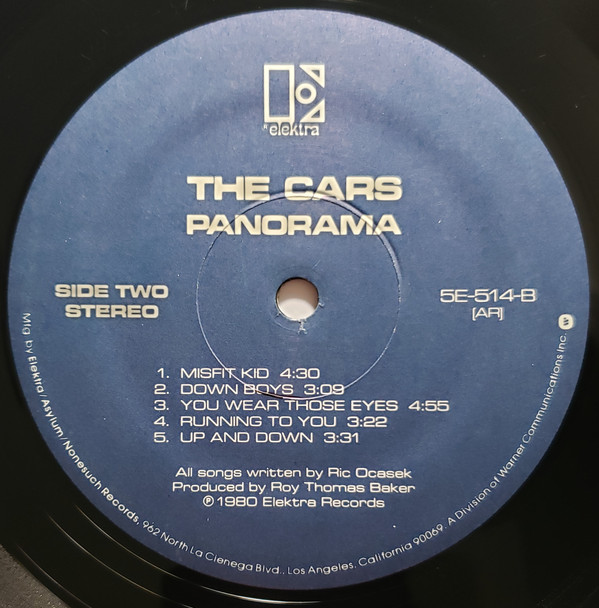 elektra
THE CARS
PANORAMA
SIDE TWO
STEREO
5E-514-B
[AR]
1. MISFIT KID 4:30
2. DOWN BOYS 3:09
3. YOU WEAR THOSE EYES 4:55
4. RUNNING TO YOU 3:22
5. UP AND DOWN 3:31
All songs written by Ric Ocasek
Produced by Roy Thomas Baker
℗ 1980 Elektra Records
Mfg. by Elektra/Asylum/Nonesuch Records, 962 North La Cienega Blvd., Los Angeles, California 90069. A Division of Warner Communications Inc. W